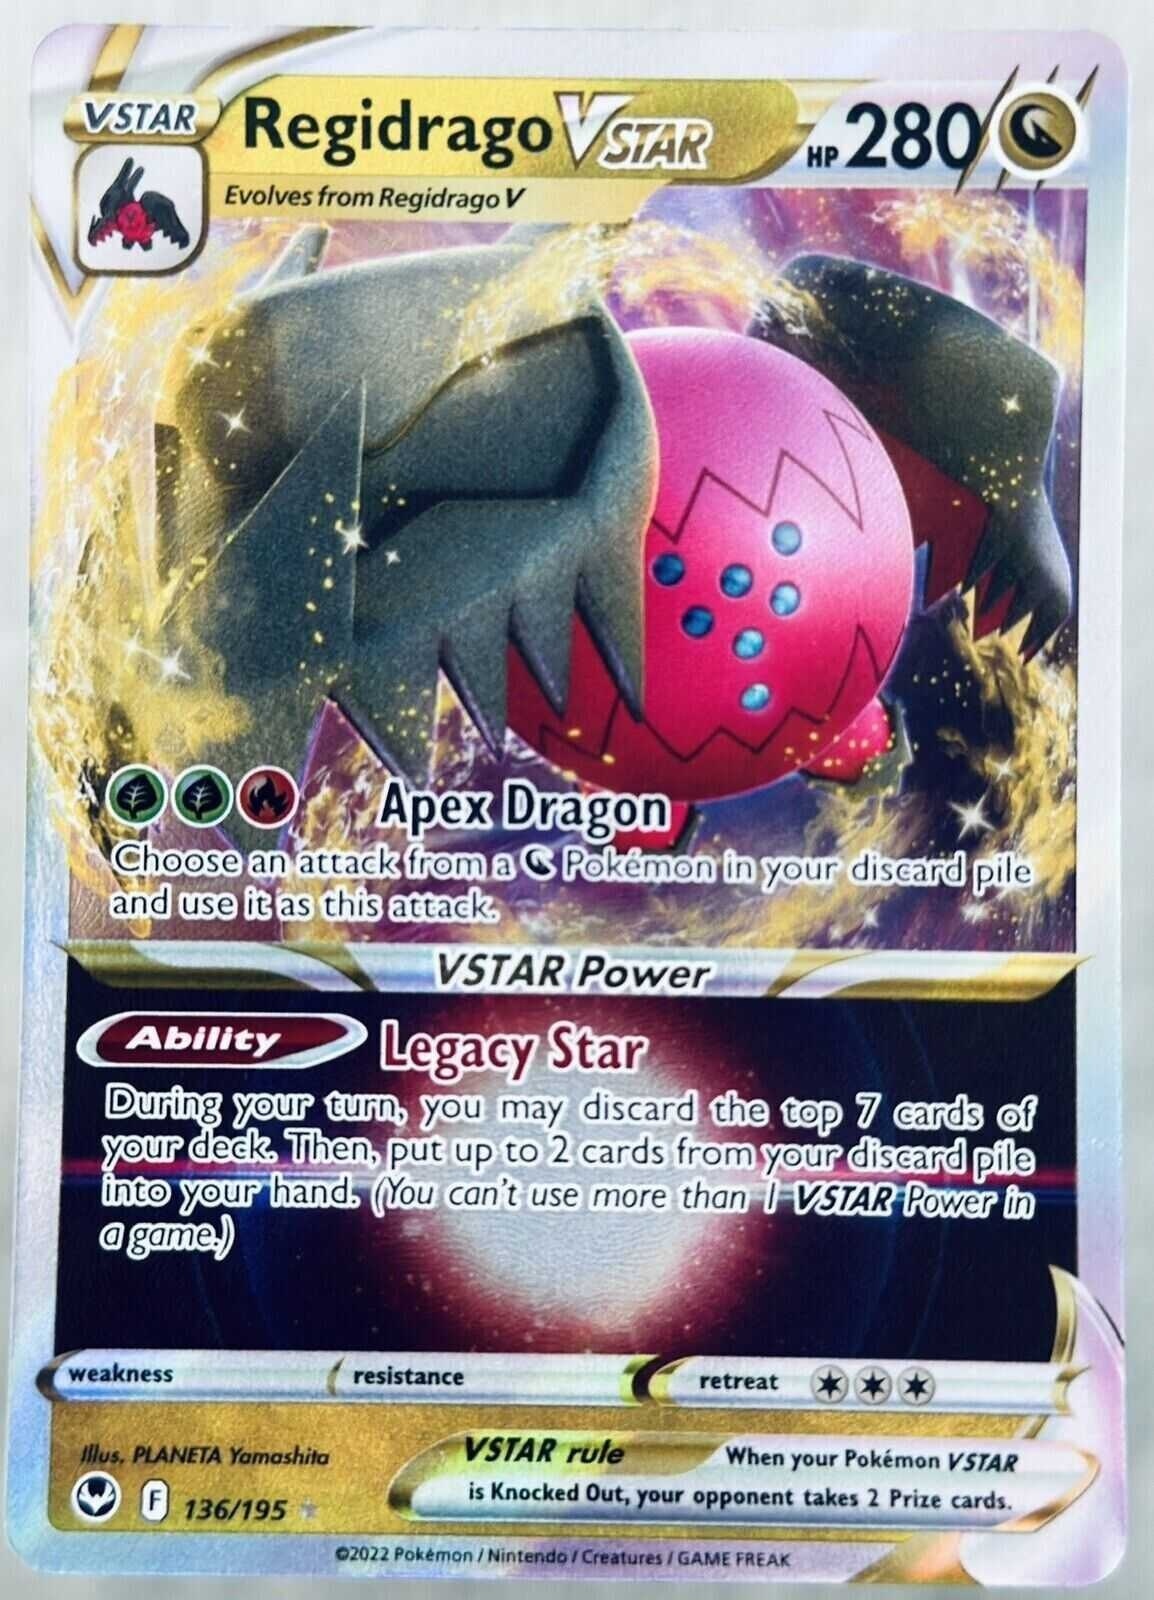 VSTAR
Regidrago VSTAR
HP 280
Evolves from Regidrago V
Apex Dragon
Choose an attack from a Pokémon in your discard pile
and use it as this attack.
VSTAR Power
Ability
Legacy Star
During your turn, you may discard the top 7 cards of
your deck. Then, put up to 2 cards from your discard pile
into your hand. (You can't use more than 1 VSTAR Power in
a game.)
weakness
resistance
retreat
Illus. PLANETA Yamashita
VSTAR rule
When your Pokémon VSTAR
is Knocked Out, your opponent takes 2 Prize cards.
F
136/195
©2022 Pokémon / Nintendo / Creatures / GAME FREAK